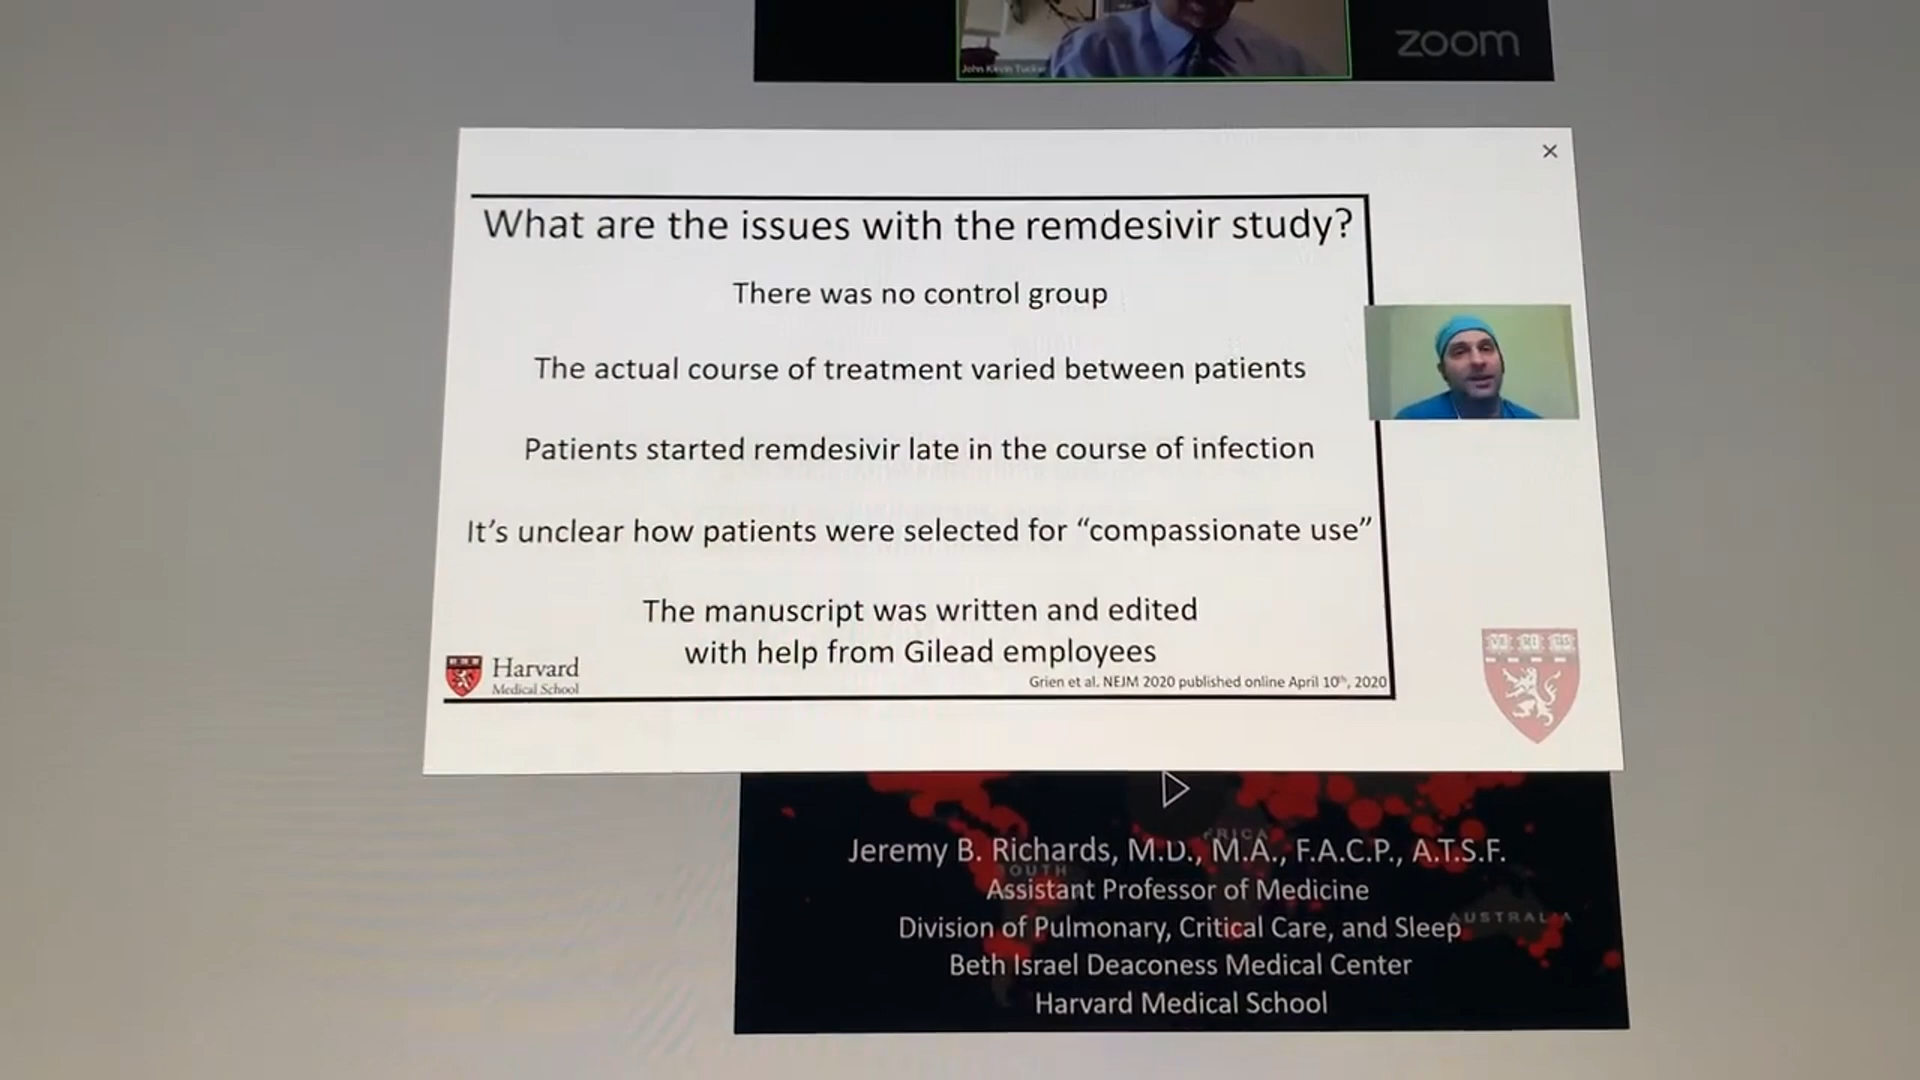 John Kevin Tucker
zoom
×
What are the issues with the remdesivir study?
There was no control group
The actual course of treatment varied between patients
Patients started remdesivir late in the course of infection
It's unclear how patients were selected for “compassionate use”
The manuscript was written and edited
with help from Gilead employees
Harvard
Medical School
Grien et al. NEJM 2020 published online April 10th, 2020
Jeremy B. Richards, M.D., M.A., F.A.C.P., A.T.S.F.
Assistant Professor of Medicine
Division of Pulmonary, Critical Care, and Sleep
AUSTRALIA
Beth Israel Deaconess Medical Center
Harvard Medical School